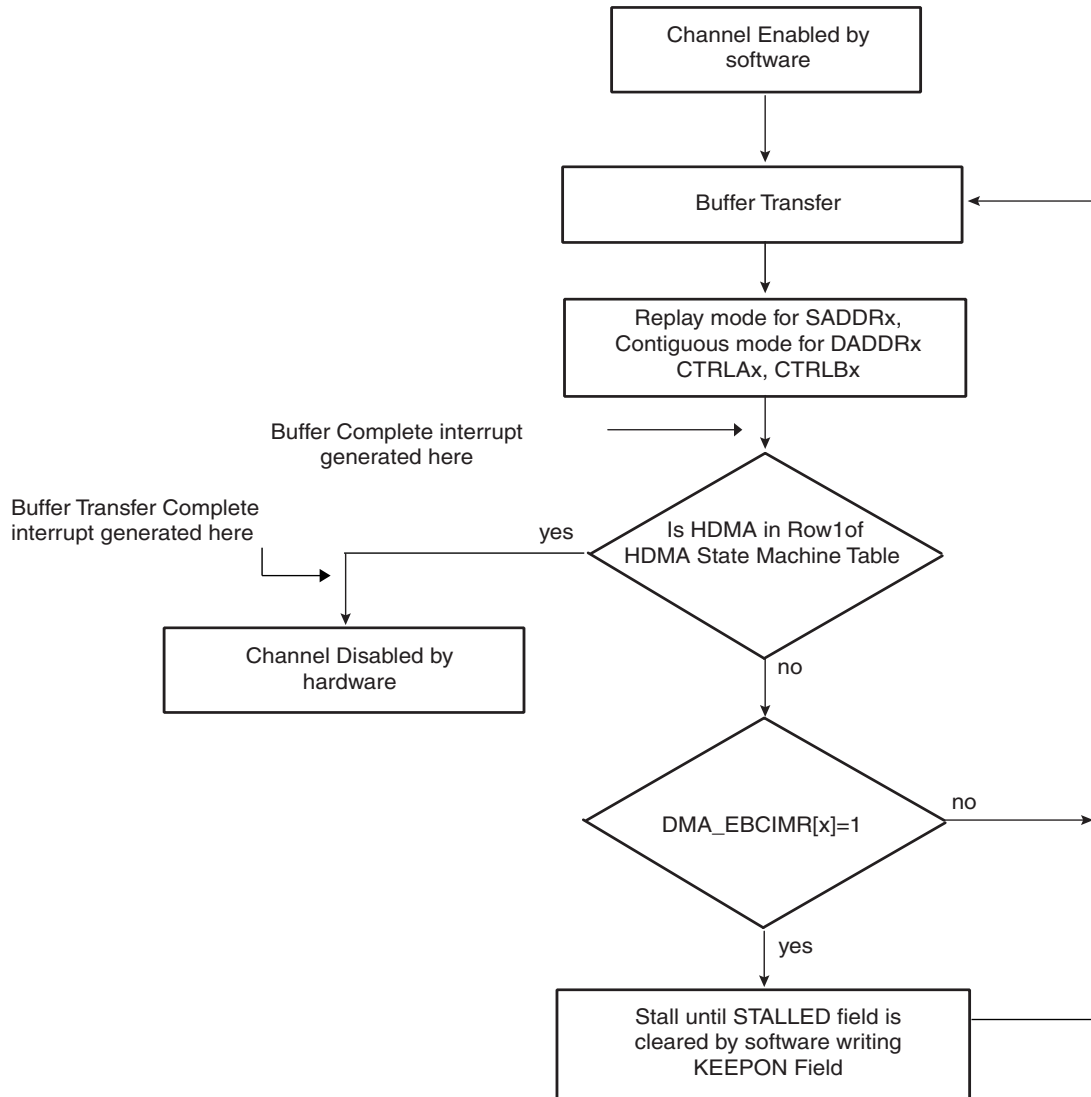 Channel Enabled by
software
Buffer Transfer
Replay mode for SADDRx,
Contiguous mode for DADDRx
CTRLAx, CTRLBx
Buffer Complete interrupt
generated here
Buffer Transfer Complete
interrupt generated here
yes
Is HDMA in Row1of
HDMA State Machine Table
Channel Disabled by
hardware
no
DMA_EBCIMR[x]=1
no
yes
Stall until STALLED field is
cleared by software writing
KEEPON Field